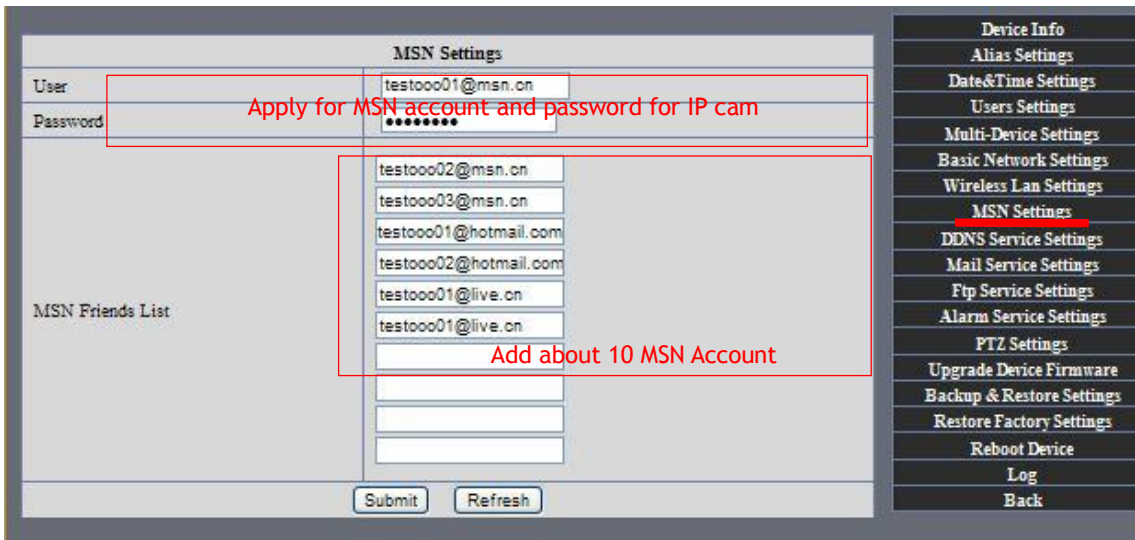 MSN Settings
User
testooo01@msn.cn
Apply for MSN account and password for IP cam
Password
••••••••
MSN Friends List
testooo02@msn.cn
testooo03@msn.cn
testooo01@hotmail.com
testooo02@hotmail.com
testooo01@live.cn
testooo01@live.cn
Add about 10 MSN Account
Submit Refresh
Device Info
Alias Settings
Date&Time Settings
Users Settings
Multi-Device Settings
Basic Network Settings
Wireless Lan Settings
MSN Settings
DDNS Service Settings
Mail Service Settings
Ftp Service Settings
Alarm Service Settings
PTZ Settings
Upgrade Device Firmware
Backup & Restore Settings
Restore Factory Settings
Reboot Device
Log
Back